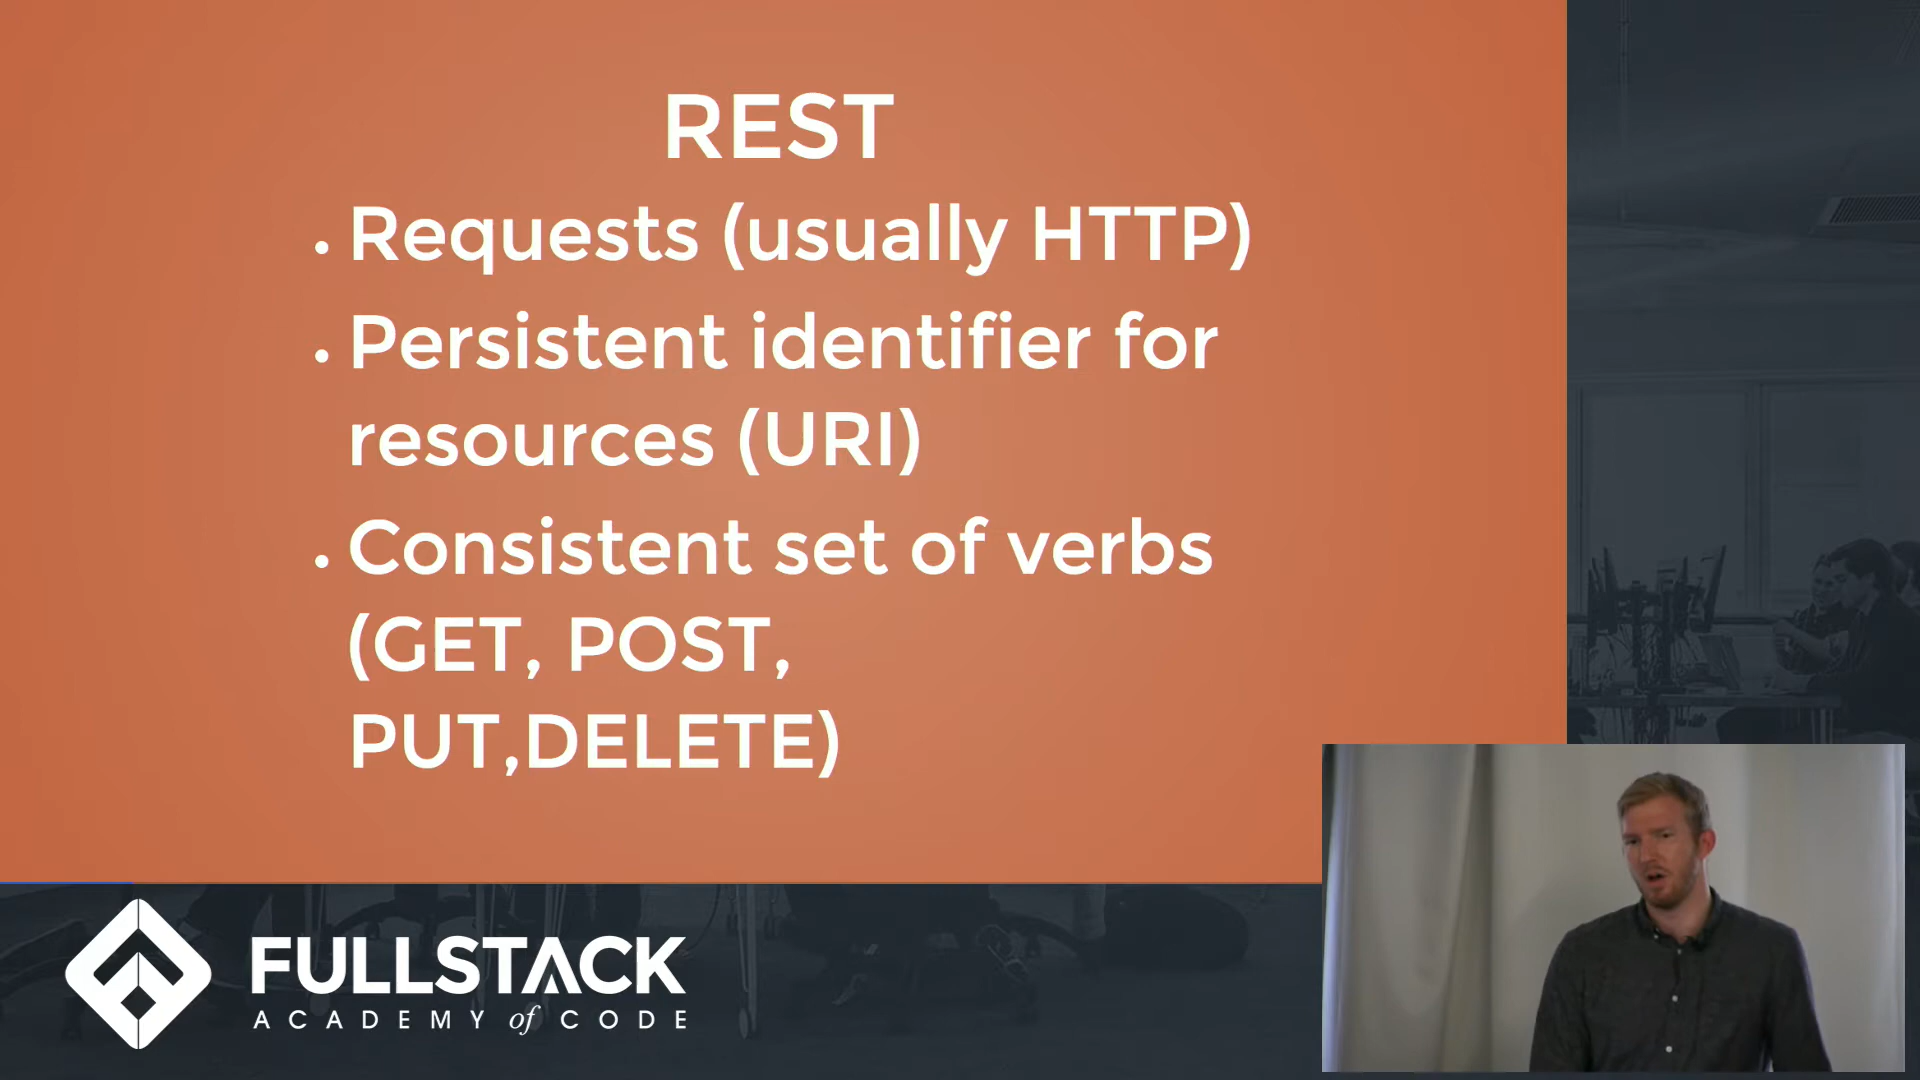 REST
• Requests (usually HTTP)
• Persistent identifier for
resources (URI)
• Consistent set of verbs
(GET, POST,
PUT,DELETE)
FULLSTACK
ACADEMY of CODE